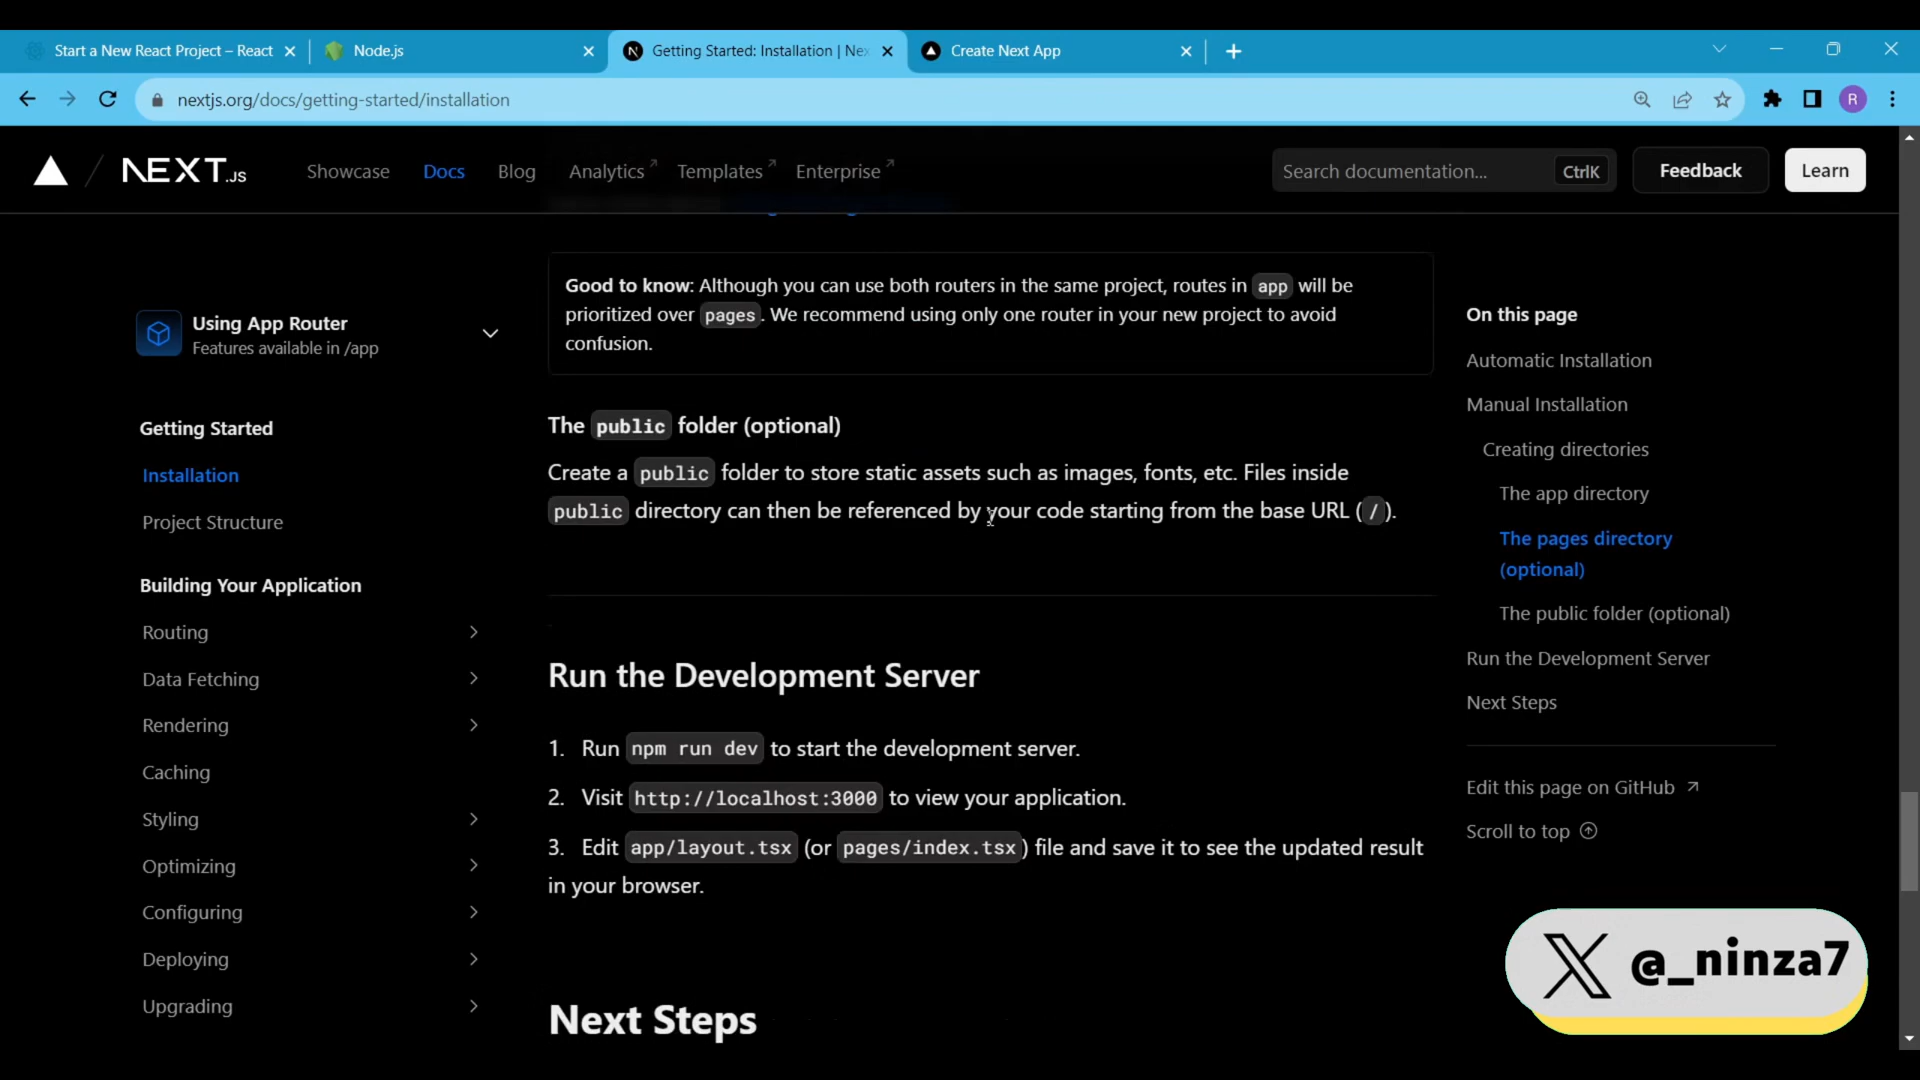 Start a New React Project – React
Node.js
Getting Started: Installation | Nex
Create Next App
nextjs.org/docs/getting-started/installation
R
NEXT.JS
Showcase
Docs
Blog
Analytics
Templates
Enterprise
Search documentation...
CtrlK
Feedback
Learn
Using App Router
Features available in /app
Getting Started
Installation
Project Structure
Building Your Application
Routing
Data Fetching
Rendering
Caching
Styling
Optimizing
Configuring
Deploying
Upgrading
Good to know: Although you can use both routers in the same project, routes in app will be
prioritized over pages. We recommend using only one router in your new project to avoid
confusion.
The public folder (optional)
Create a public folder to store static assets such as images, fonts, etc. Files inside
public directory can then be referenced by your code starting from the base URL (/).
Run the Development Server
1. Run npm run dev to start the development server.
2. Visit http://localhost:3000 to view your application.
3. Edit app/layout.tsx (or pages/index.tsx) file and save it to see the updated result
in your browser.
Next Steps
On this page
Automatic Installation
Manual Installation
Creating directories
The app directory
The pages directory
(optional)
The public folder (optional)
Run the Development Server
Next Steps
Edit this page on GitHub
Scroll to top
X @_ninza7